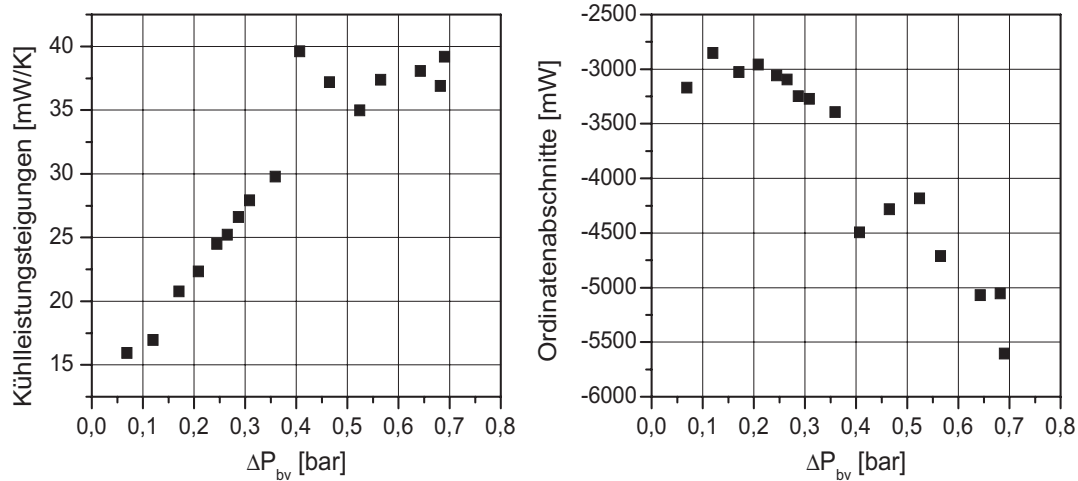 Kühlleistungsteigungen [mW/K]
40
35
30
25
20
15
0,0 0,1 0,2 0,3 0,4 0,5 0,6 0,7 0,8
ΔP_bv [bar]
Ordinatenabschnitte [mW]
-2500
-3000
-3500
-4000
-4500
-5000
-5500
-6000
0,0 0,1 0,2 0,3 0,4 0,5 0,6 0,7 0,8
ΔP_bv [bar]